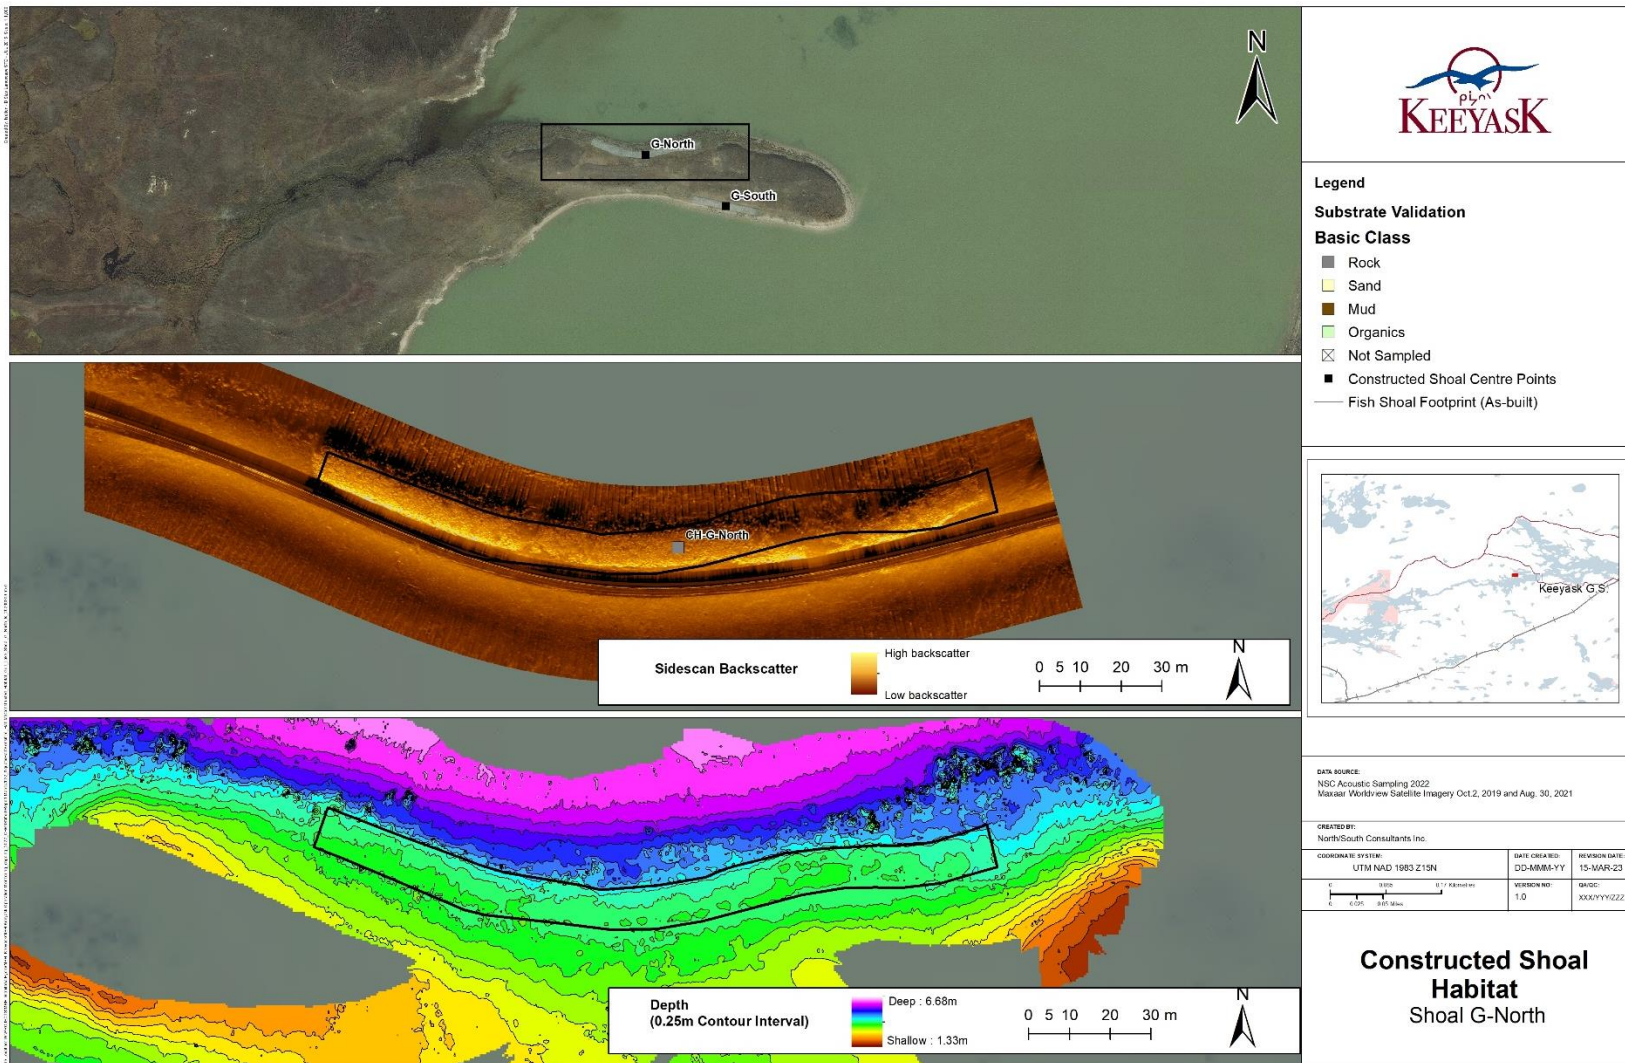 N
G-North
G-South
CH-G-North
Sidescan Backscatter
High backscatter
Low backscatter
0 5 10 20 30 m
N
Depth
(0.25m Contour Interval)
Deep : 6.68m
Shallow : 1.33m
0 5 10 20 30 m
N
ᑭᔭᐢᐠ
KEEYASK
Legend
Substrate Validation
Basic Class
Rock
Sand
Mud
Organics
Not Sampled
Constructed Shoal Centre Points
Fish Shoal Footprint (As-built)
Keeyask G.S.
DATA SOURCE:
NSC Acoustic Sampling 2022
Maxaar Worldview Satellite Imagery Oct.2, 2019 and Aug. 30, 2021
CREATED BY:
North/South Consultants Inc.
COORDINATE SYSTEM:
UTM NAD 1983 Z15N
DATE CREATED:
DD-MMM-YY
REVISION DATE:
15-MAR-23
VERSION NO:
1.0
QA/QC:
XXX/YYY/ZZZ
Constructed Shoal
Habitat
Shoal G-North